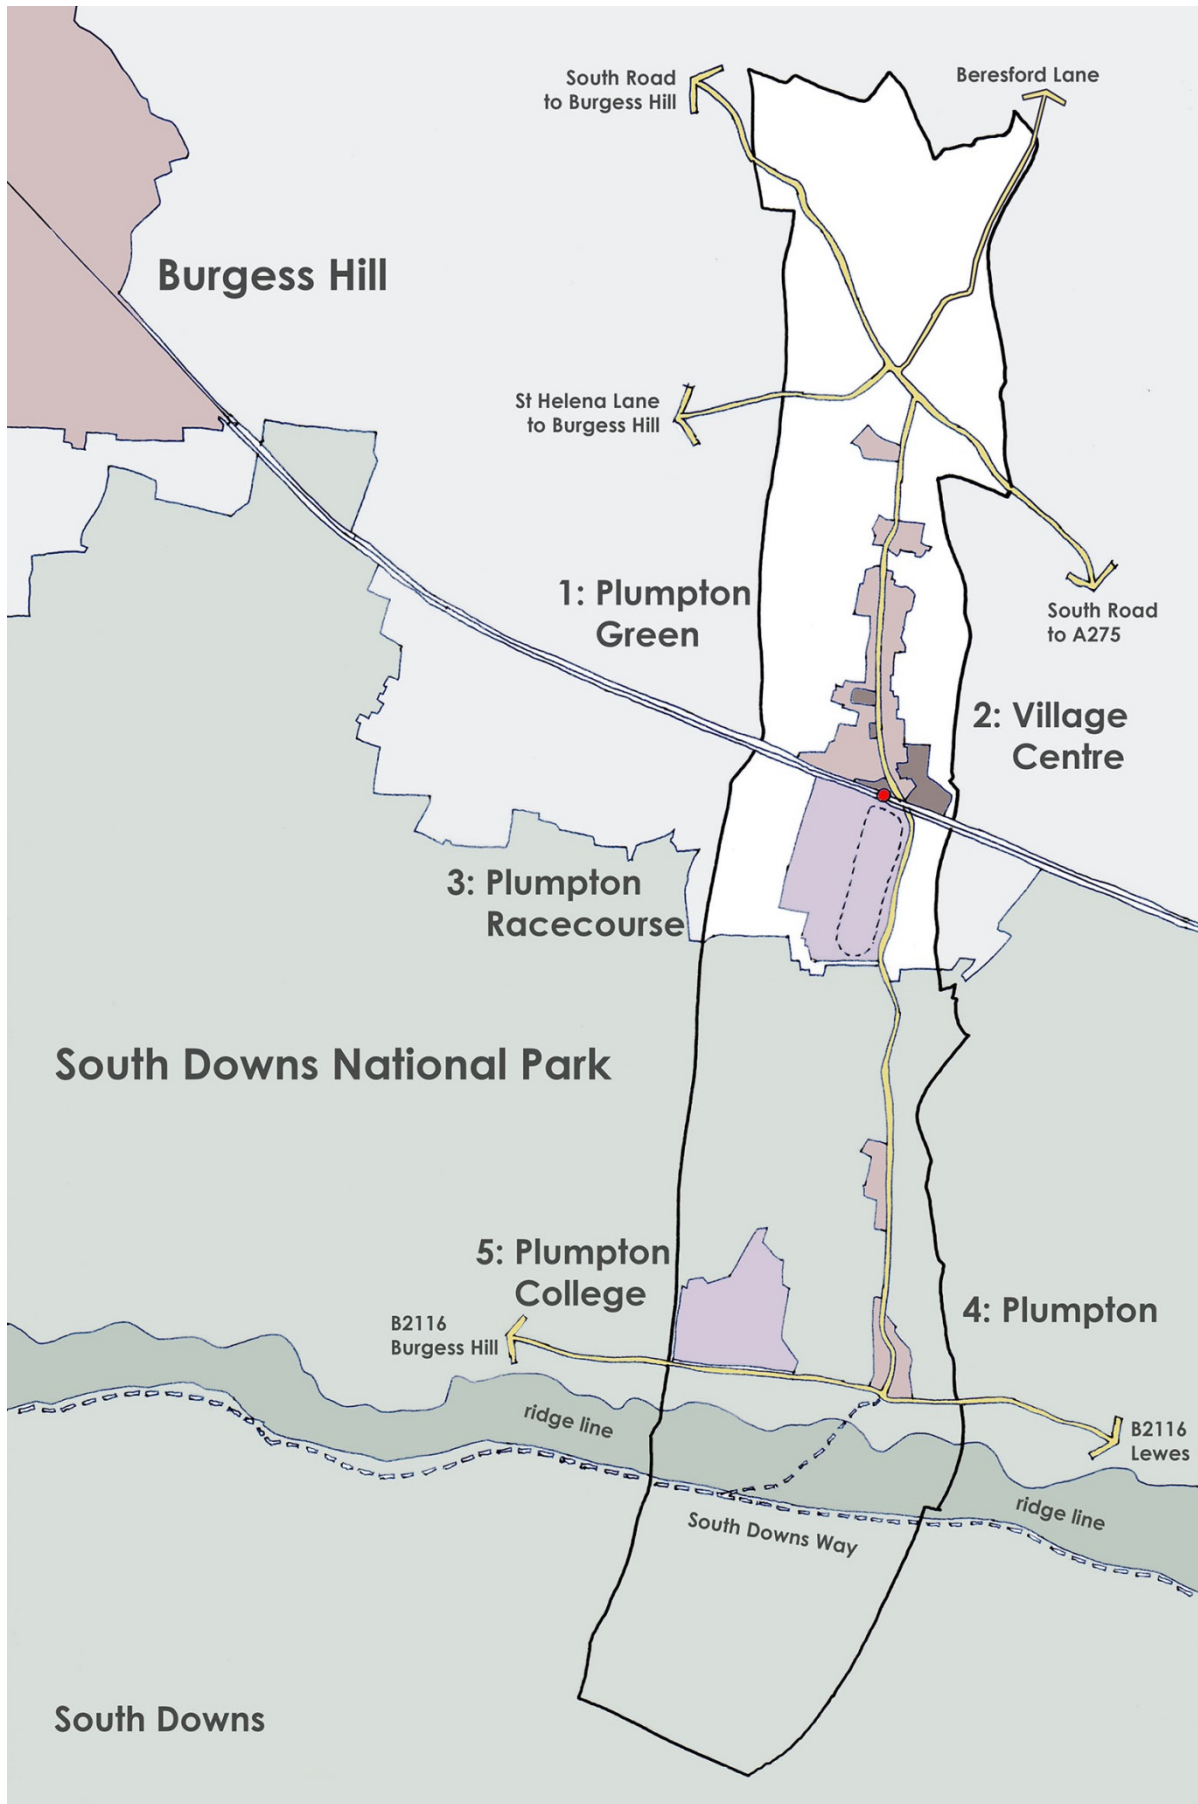 South Road
to Burgess Hill
Beresford Lane
Burgess Hill
St Helena Lane
to Burgess Hill
1: Plumpton
Green
South Road
to A275
2: Village
Centre
3: Plumpton
Racecourse
South Downs National Park
5: Plumpton
College
4: Plumpton
B2116
Burgess Hill
ridge line
B2116
Lewes
ridge line
South Downs Way
South Downs